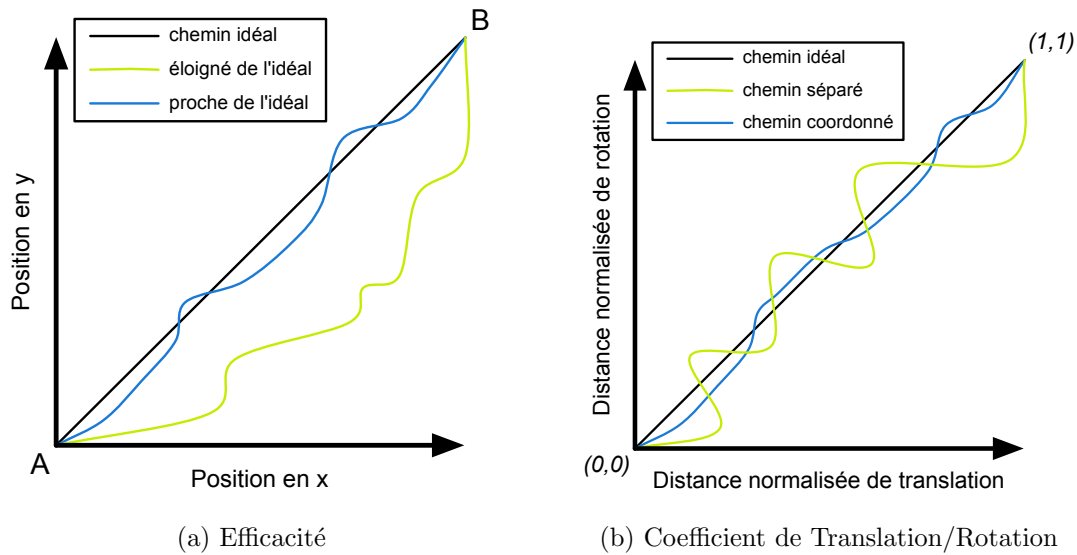 B
chemin idéal
éloigné de l'idéal
proche de l'idéal
Position en y
A
Position en x
(a) Efficacité
(1,1)
chemin idéal
chemin séparé
chemin coordonné
Distance normalisée de rotation
(0,0)
Distance normalisée de translation
(b) Coefficient de Translation/Rotation